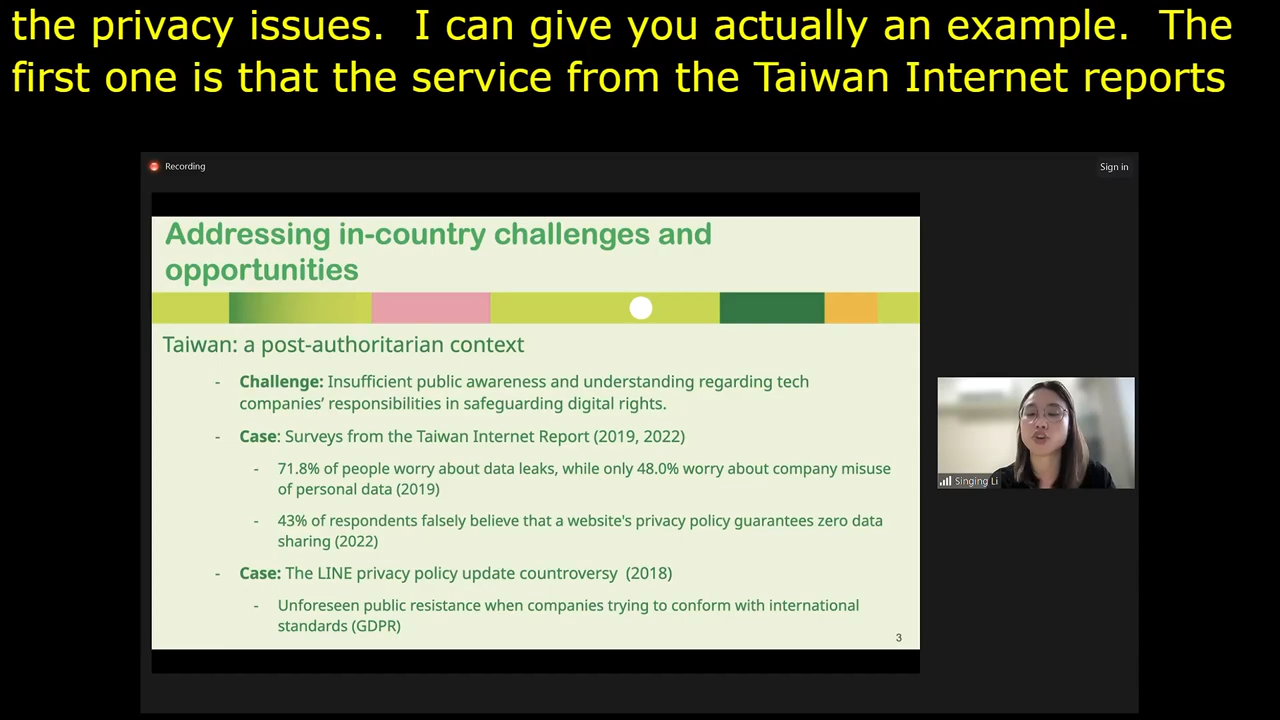 the privacy issues.  I can give you actually an example.  The
first one is that the service from the Taiwan Internet reports
Recording
Sign in
Addressing in-country challenges and
opportunities
Taiwan: a post-authoritarian context
- Challenge: Insufficient public awareness and understanding regarding tech
companies’ responsibilities in safeguarding digital rights.
- Case: Surveys from the Taiwan Internet Report (2019, 2022)
- 71.8% of people worry about data leaks, while only 48.0% worry about company misuse
of personal data (2019)
- 43% of respondents falsely believe that a website's privacy policy guarantees zero data
sharing (2022)
- Case: The LINE privacy policy update countroversy  (2018)
- Unforeseen public resistance when companies trying to conform with international
standards (GDPR)
3
Singing Li